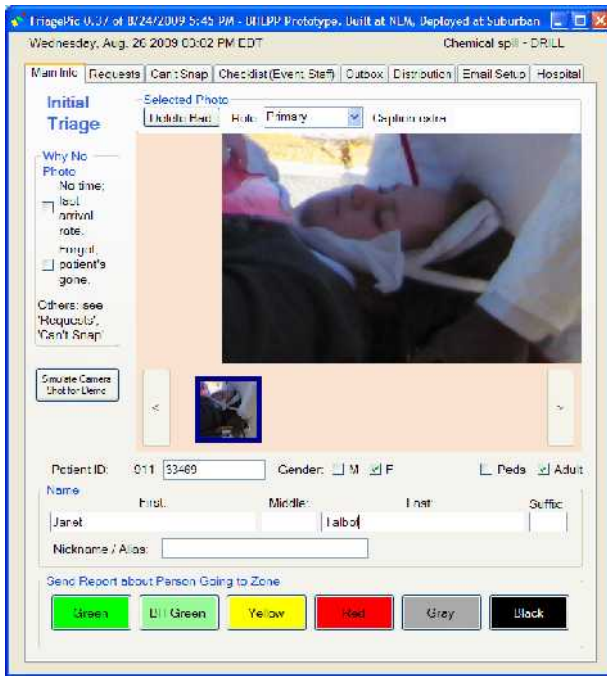 TriagePic 0.37 of 8/24/2009 5:45 PM - BHEPP Prototype. Built at NLM, Deployed at Suburban
Wednesday, Aug. 26 2009 03:02 PM EDT
Chemical spill - DRILL
Main Info
Requests
Can't Snap
Checklist (Event, Staff)
Outbox
Distribution
Email Setup
Hospital
Initial
Triage
Selected Photo
Delete Bad
Role
Primary
Caption extra
Why No
Photo
No time;
fast
arrival
rate.
Forgot,
patient's
gone.
Others: see
'Requests',
'Can't Snap'
Simulate Camera
Shot for Demo
<
>
Patient ID:
911
Gender:
M
F
Peds
Adult
Name
First:
Middle:
Last:
Suffix:
Janet
Talbot
Nickname / Alias:
Send Report about Person Going to Zone
Green
BH Green
Yellow
Red
Gray
Black